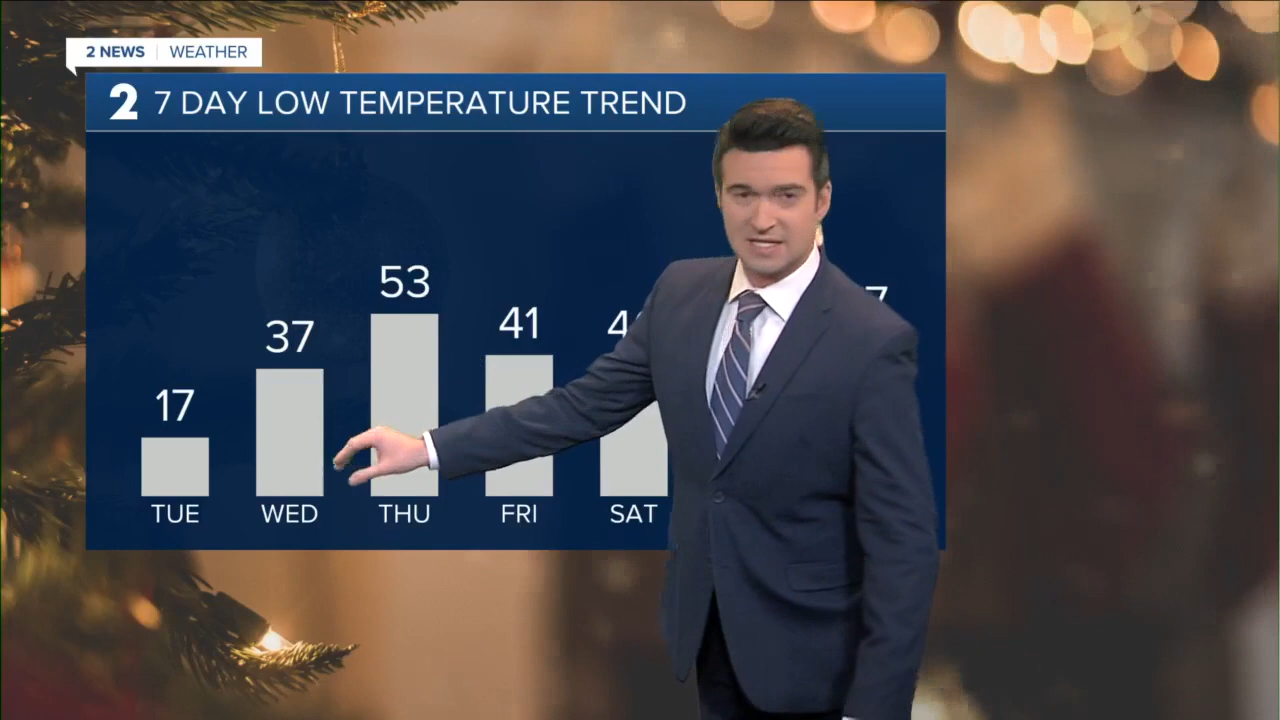 2 NEWS | WEATHER
2 7 DAY LOW TEMPERATURE TREND
53
41
37
17
TUE WED THU FRI SAT